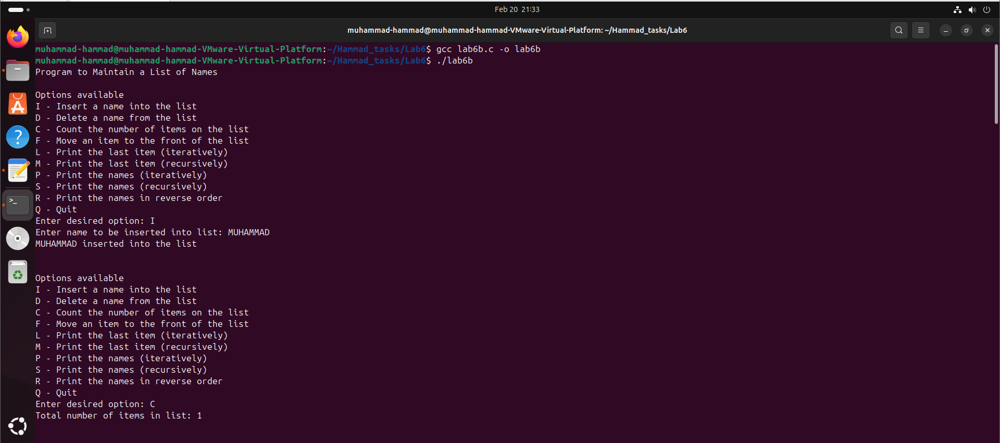 Feb 20 21:33
muhammad-hammad@muhammad-hammad-VMware-Virtual-Platform: ~/Hammad_tasks/Lab6
muhammad-hammad@muhammad-hammad-VMware-Virtual-Platform:~/Hammad_tasks/Lab6$ gcc lab6b.c -o lab6b
muhammad-hammad@muhammad-hammad-VMware-Virtual-Platform:~/Hammad_tasks/Lab6$ ./lab6b
Program to Maintain a List of Names
Options available
I - Insert a name into the list
D - Delete a name from the list
C - Count the number of items on the list
F - Move an item to the front of the list
L - Print the last item (iteratively)
M - Print the last item (recursively)
P - Print the names (iteratively)
S - Print the names (recursively)
R - Print the names in reverse order
Q - Quit
Enter desired option: I
Enter name to be inserted into list: MUHAMMAD
MUHAMMAD inserted into the list
Options available
I - Insert a name into the list
D - Delete a name from the list
C - Count the number of items on the list
F - Move an item to the front of the list
L - Print the last item (iteratively)
M - Print the last item (recursively)
P - Print the names (iteratively)
S - Print the names (recursively)
R - Print the names in reverse order
Q - Quit
Enter desired option: C
Total number of items in list: 1